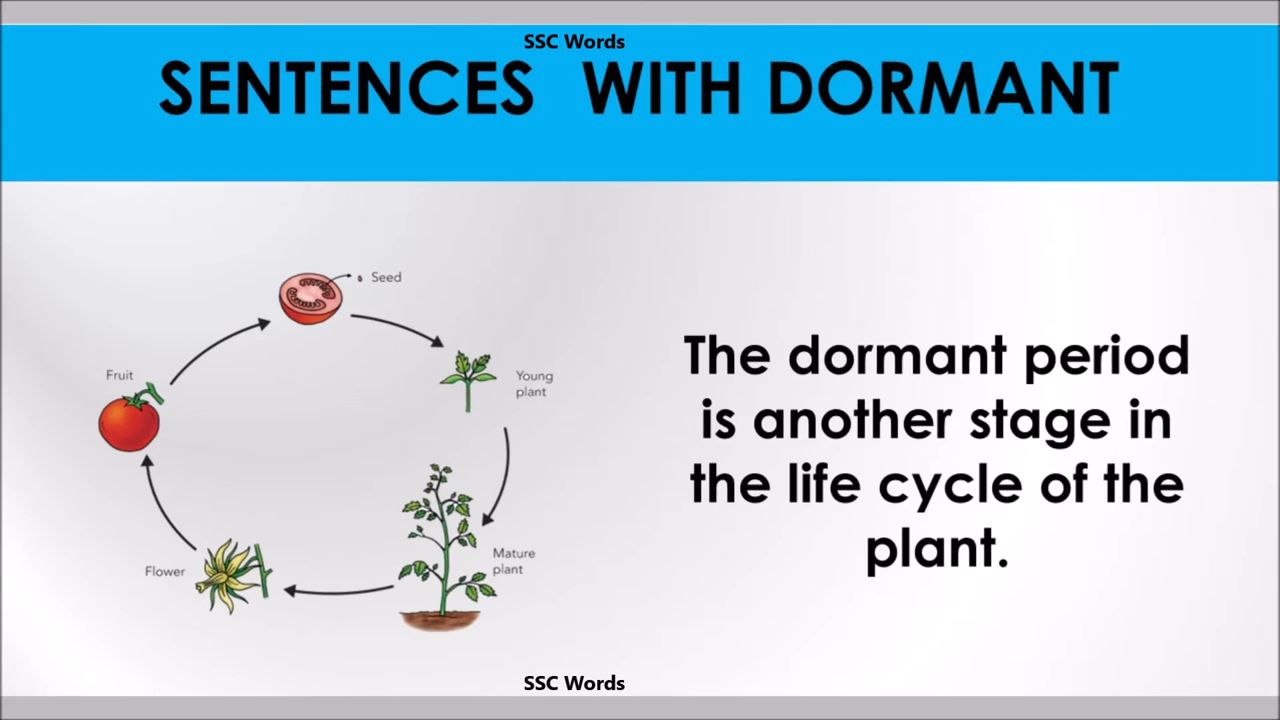 SSC Words
SENTENCES WITH DORMANT
Seed
Fruit
Young
plant
The dormant period
is another stage in
the life cycle of the
plant.
Mature
plant
Flower
SSC Words